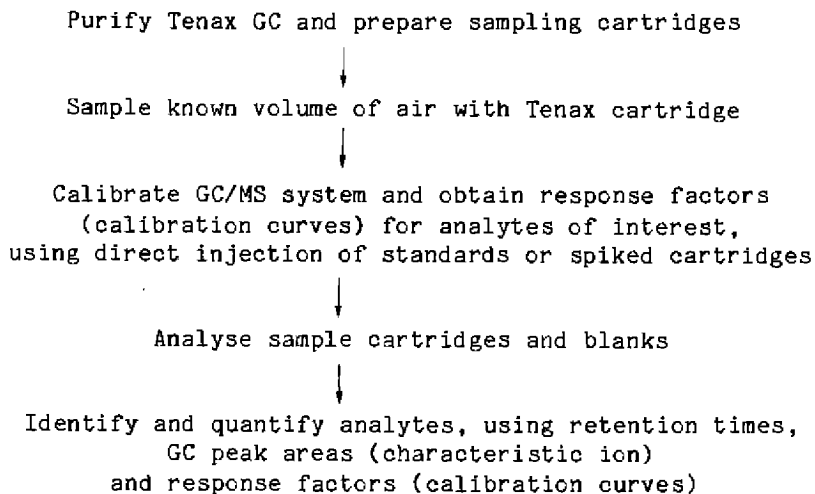 Purify Tenax GC and prepare sampling cartridges
Sample known volume of air with Tenax cartridge
Calibrate GC/MS system and obtain response factors
(calibration curves) for analytes of interest,
using direct injection of standards or spiked cartridges
Analyse sample cartridges and blanks
Identify and quantify analytes, using retention times,
GC peak areas (characteristic ion)
and response factors (calibration curves)